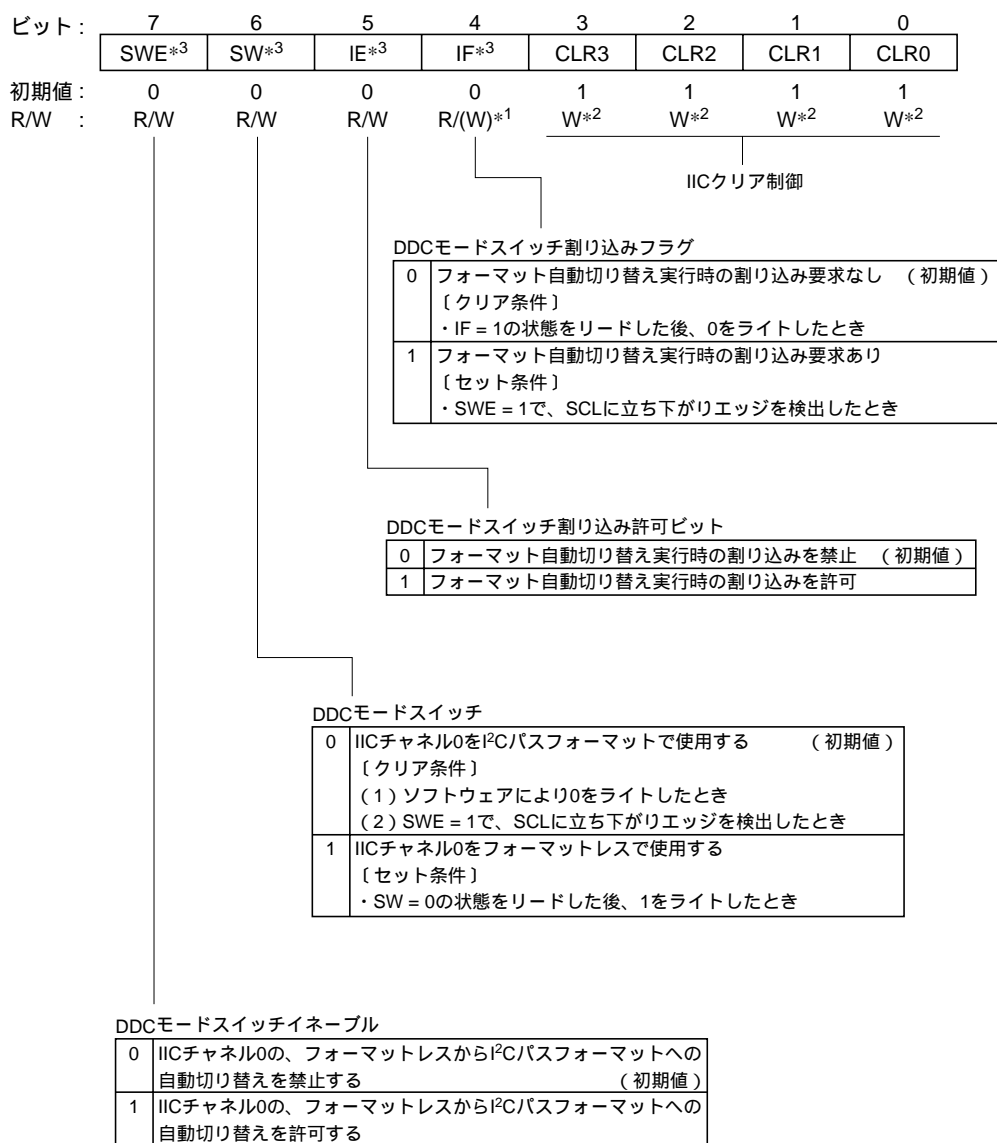 ビット : 7 6 5 4 3 2 1 0
SWE*3 SW*3 IE*3 IF*3 CLR3 CLR2 CLR1 CLR0
初期値 : 0 0 0 0 1 1 1 1
R/W : R/W R/W R/W R/(W)*1 W*2 W*2 W*2 W*2
IICクリア制御
DDCモードスイッチ割り込みフラグ
0 フォーマット自動切り替え実行時の割り込み要求なし （初期値）
〔クリア条件〕
・IF = 1の状態をリードした後、0をライトしたとき
1 フォーマット自動切り替え実行時の割り込み要求あり
〔セット条件〕
・SWE = 1で、SCLに立ち下がりエッジを検出したとき
DDCモードスイッチ割り込み許可ビット
0 フォーマット自動切り替え実行時の割り込みを禁止 （初期値）
1 フォーマット自動切り替え実行時の割り込みを許可
DDCモードスイッチ
0 IICチャネル0をI2Cバスフォーマットで使用する （初期値）
〔クリア条件〕
（1）ソフトウェアにより0をライトしたとき
（2）SWE = 1で、SCLに立ち下がりエッジを検出したとき
1 IICチャネル0をフォーマットレスで使用する
〔セット条件〕
・SW = 0の状態をリードした後、1をライトしたとき
DDCモードスイッチイネーブル
0 IICチャネル0の、フォーマットレスからI2Cバスフォーマットへの
自動切り替えを禁止する （初期値）
1 IICチャネル0の、フォーマットレスからI2Cバスフォーマットへの
自動切り替えを許可する